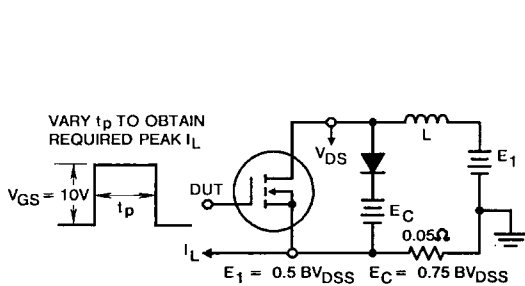 VARY tp TO OBTAIN
REQUIRED PEAK IL
VGS = 10V
tp
DUT
VDS
L
E1
EC
0.05Ω
IL
E1 = 0.5 BVDSS EC = 0.75 BVDSS